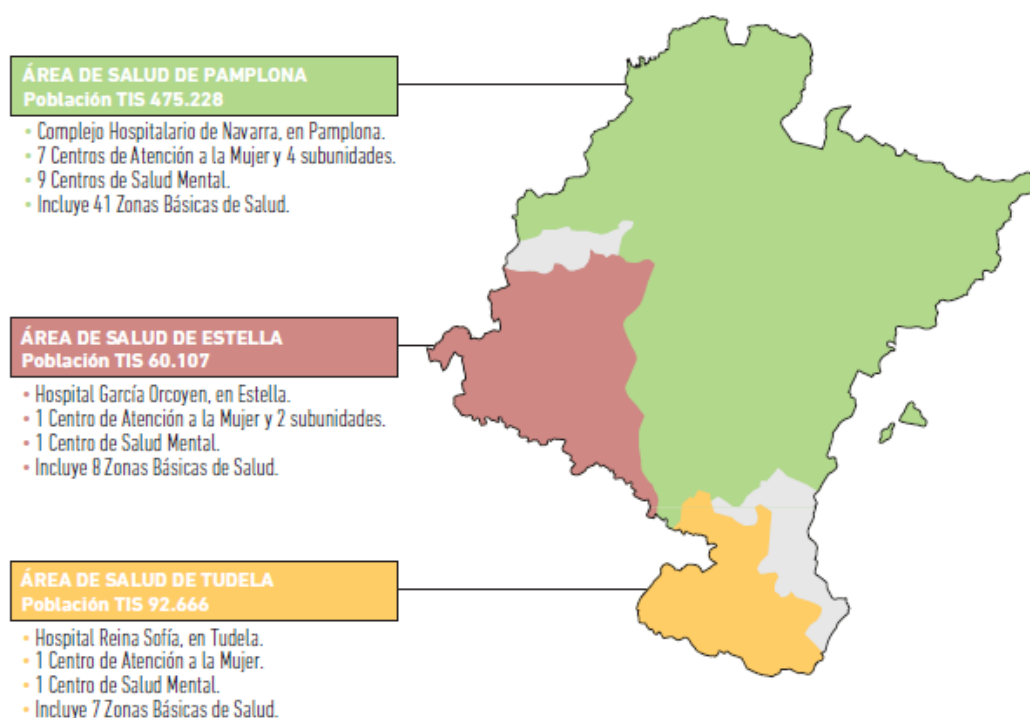 ÁREA DE SALUD DE PAMPLONA
Población TIS 475.228
• Complejo Hospitalario de Navarra, en Pamplona.
• 7 Centros de Atención a la Mujer y 4 subunidades.
• 9 Centros de Salud Mental.
• Incluye 41 Zonas Básicas de Salud.
ÁREA DE SALUD DE ESTELLA
Población TIS 60.107
• Hospital García Orcoyen, en Estella.
• 1 Centro de Atención a la Mujer y 2 subunidades.
• 1 Centro de Salud Mental.
• Incluye 8 Zonas Básicas de Salud.
ÁREA DE SALUD DE TUDELA
Población TIS 92.666
• Hospital Reina Sofía, en Tudela.
• 1 Centro de Atención a la Mujer.
• 1 Centro de Salud Mental.
• Incluye 7 Zonas Básicas de Salud.